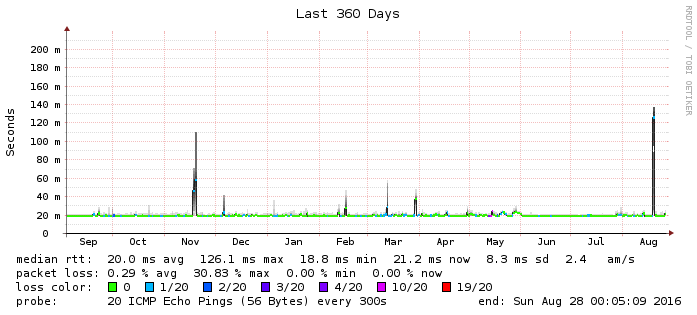 Last 360 Days
RRDTOOL / TOBI OETIKER
Seconds
200 m
180 m
160 m
140 m
120 m
100 m
80 m
60 m
40 m
20 m
0
Sep Oct Nov Dec Jan Feb Mar Apr May Jun Jul Aug
median rtt: 20.0 ms avg 126.1 ms max 18.8 ms min 21.2 ms now 8.3 ms sd 2.4 am/s
packet loss: 0.29 % avg 30.83 % max 0.00 % min 0.00 % now
loss color: 0 1/20 2/20 3/20 4/20 10/20 19/20
probe: 20 ICMP Echo Pings (56 Bytes) every 300s end: Sun Aug 28 00:05:09 2016